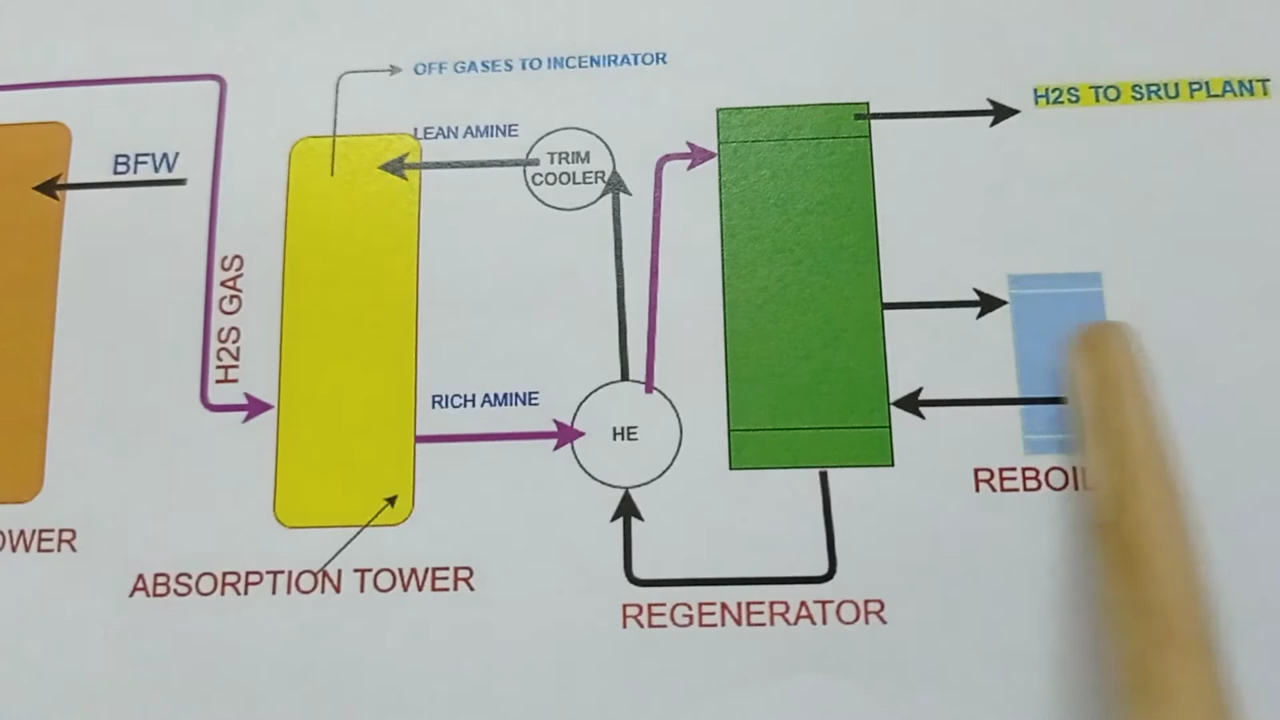 OFF GASES TO INCENIRATOR
H2S TO SRU PLANT
LEAN AMINE
TRIM
COOLER
BFW
H2S GAS
RICH AMINE
HE
ABSORPTION TOWER
REGENERATOR